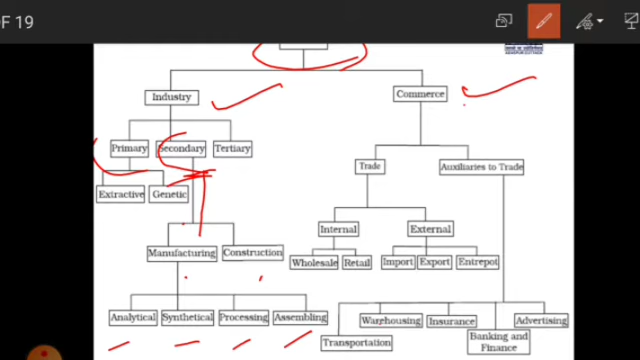 OF 19
Industry
Commerce
Primary
Secondary
Tertiary
Trade
Auxiliaries to Trade
Extractive
Genetic
Internal
External
Manufacturing
Construction
Wholesale
Retail
Import
Export
Entrepot
Analytical
Synthetical
Processing
Assembling
Warehousing
Insurance
Advertising
Transportation
Banking and
Finance